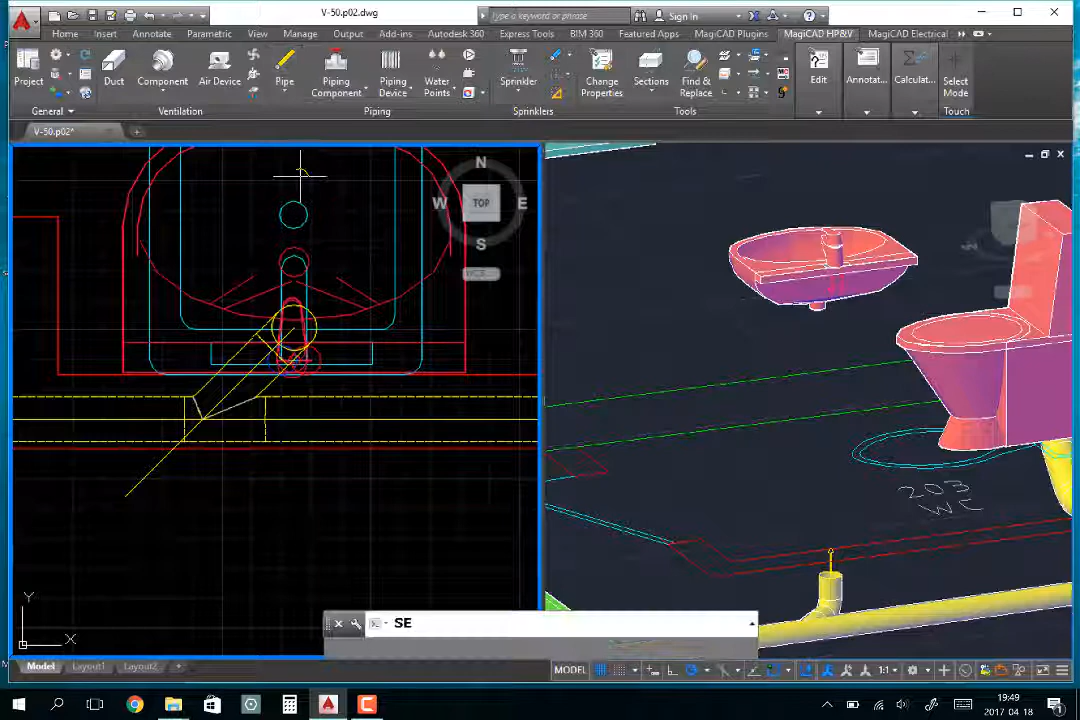 V-50.p02.dwg
Type a keyword or phrase
Sign In
Home Insert Annotate Parametric View Manage Output Add-ins Autodesk 360 Express Tools BIM 360 Featured Apps MagiCAD Plugins MagiCAD HP&V MagiCAD Electrical
Project
Duct
Component
Air Device
Pipe
Piping
Component
Piping
Device
Water
Points
Sprinkler
Change
Properties
Sections
Find &
Replace
Edit
Annotat...
Calculat...
Select
Mode
General
Ventilation
Piping
Sprinklers
Tools
Touch
V-50.p02*
N
W
TOP
E
S
203
WC
Y
X
SE
Model Layout1 Layout2
MODEL
1:1
19:49
2017 04 18